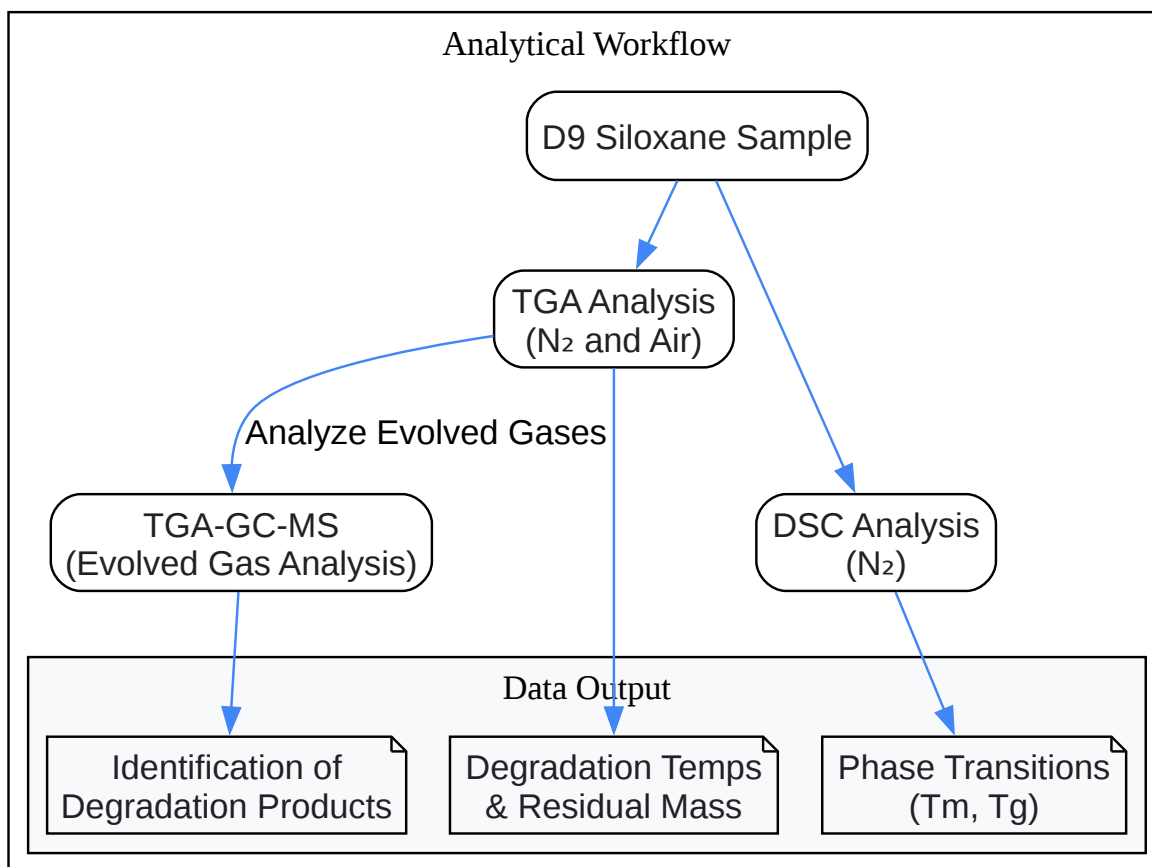 Analytical Workflow
D9 Siloxane Sample
TGA Analysis
(N₂ and Air)
Analyze Evolved Gases
TGA-GC-MS
(Evolved Gas Analysis)
DSC Analysis
(N₂)
Data Output
Identification of
Degradation Products
Degradation Temps
& Residual Mass
Phase Transitions
(Tm, Tg)